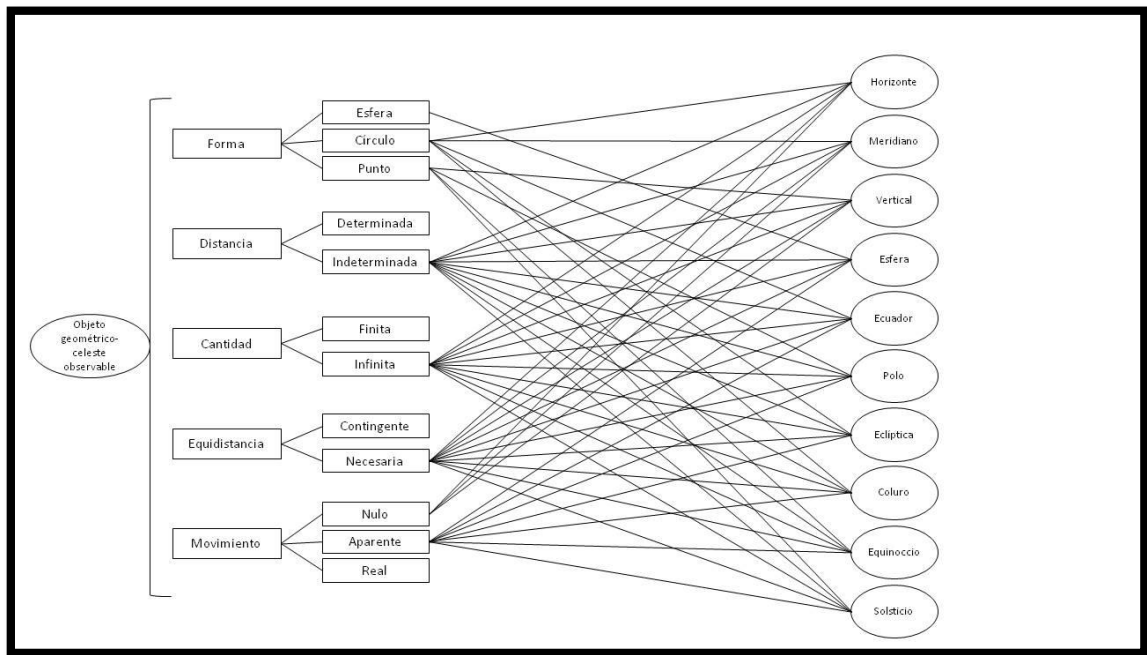 Objeto
geométrico-
celeste
observable
Forma
Esfera
Círculo
Punto
Distancia
Determinada
Indeterminada
Cantidad
Finita
Infinita
Equidistancia
Contingente
Necesaria
Movimiento
Nulo
Aparente
Real
Horizonte
Meridiano
Vertical
Esfera
Ecuador
Polo
Eclíptica
Coluro
Equinoccio
Solsticio